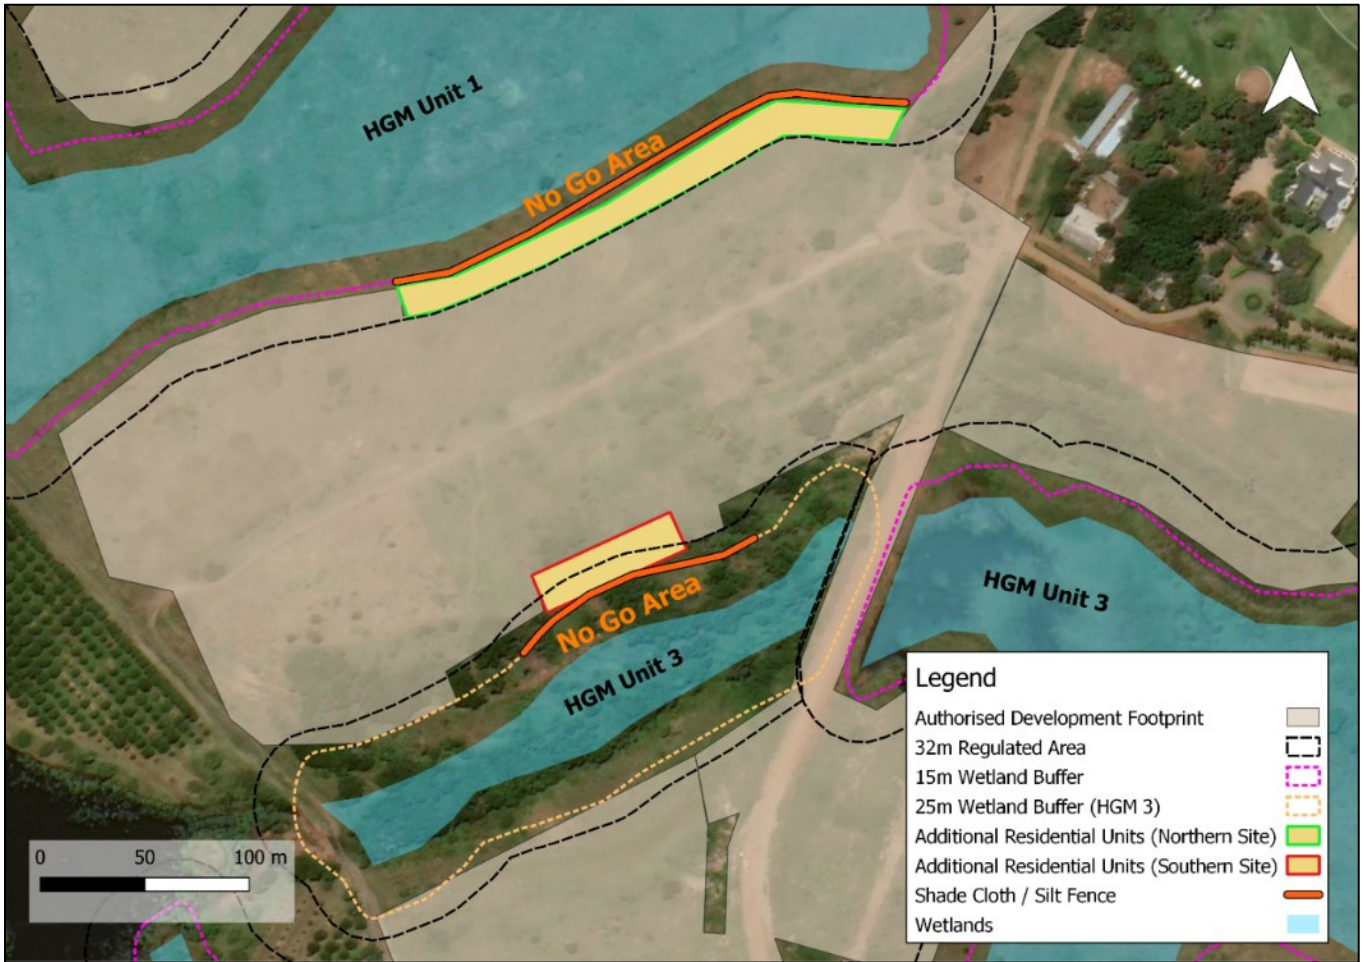 HGM Unit 1
No Go Area
No Go Area
HGM Unit 3
HGM Unit 3
Legend
Authorised Development Footprint
32m Regulated Area
15m Wetland Buffer
25m Wetland Buffer (HGM 3)
Additional Residential Units (Northern Site)
Additional Residential Units (Southern Site)
Shade Cloth / Silt Fence
Wetlands
0 50 100 m